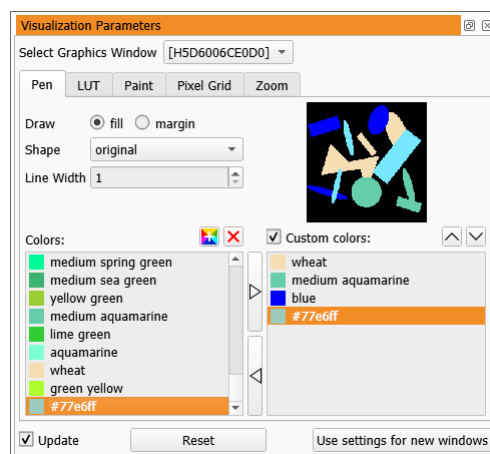 Visualization Parameters
Select Graphics Window [H5D6006CE0D0]
Pen LUT Paint Pixel Grid Zoom
Draw fill margin
Shape original
Line Width 1
Colors:
medium spring green
medium sea green
yellow green
medium aquamarine
lime green
aquamarine
wheat
green yellow
#77e6ff
Custom colors:
wheat
medium aquamarine
blue
#77e6ff
Update Reset Use settings for new windows